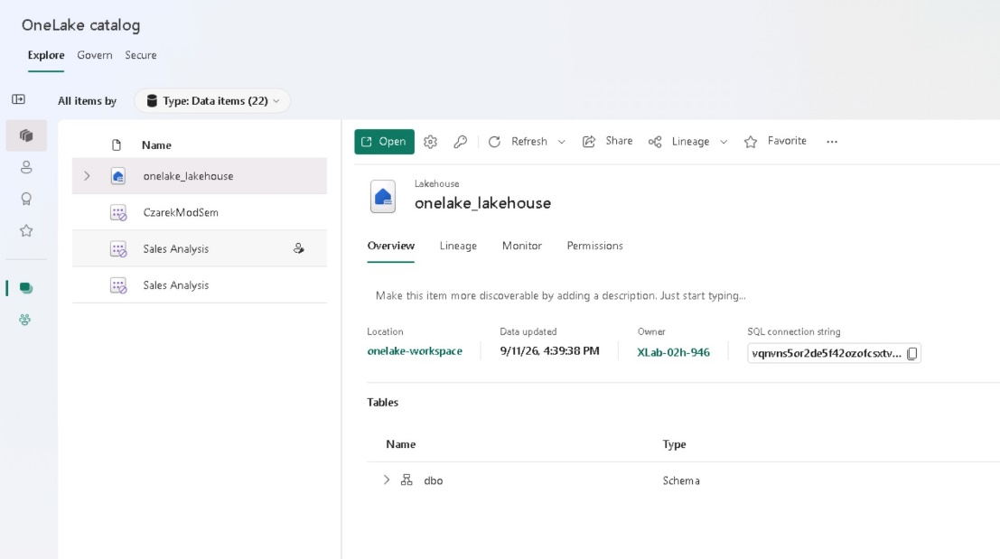 OneLake catalog
Explore Govern Secure
All items by Type: Data items (22)
Name
onelake_lakehouse
CzarekModSem
Sales Analysis
Sales Analysis
Open Refresh Share Lineage Favorite ...
Lakehouse
onelake_lakehouse
Overview Lineage Monitor Permissions
Make this item more discoverable by adding a description. Just start typing...
Location Data updated Owner SQL connection string
onelake-workspace 9/11/26, 4:39:38 PM XLab-02h-946 vqnvns5or2de5f42ozofcsxtv...
Tables
Name Type
dbo Schema